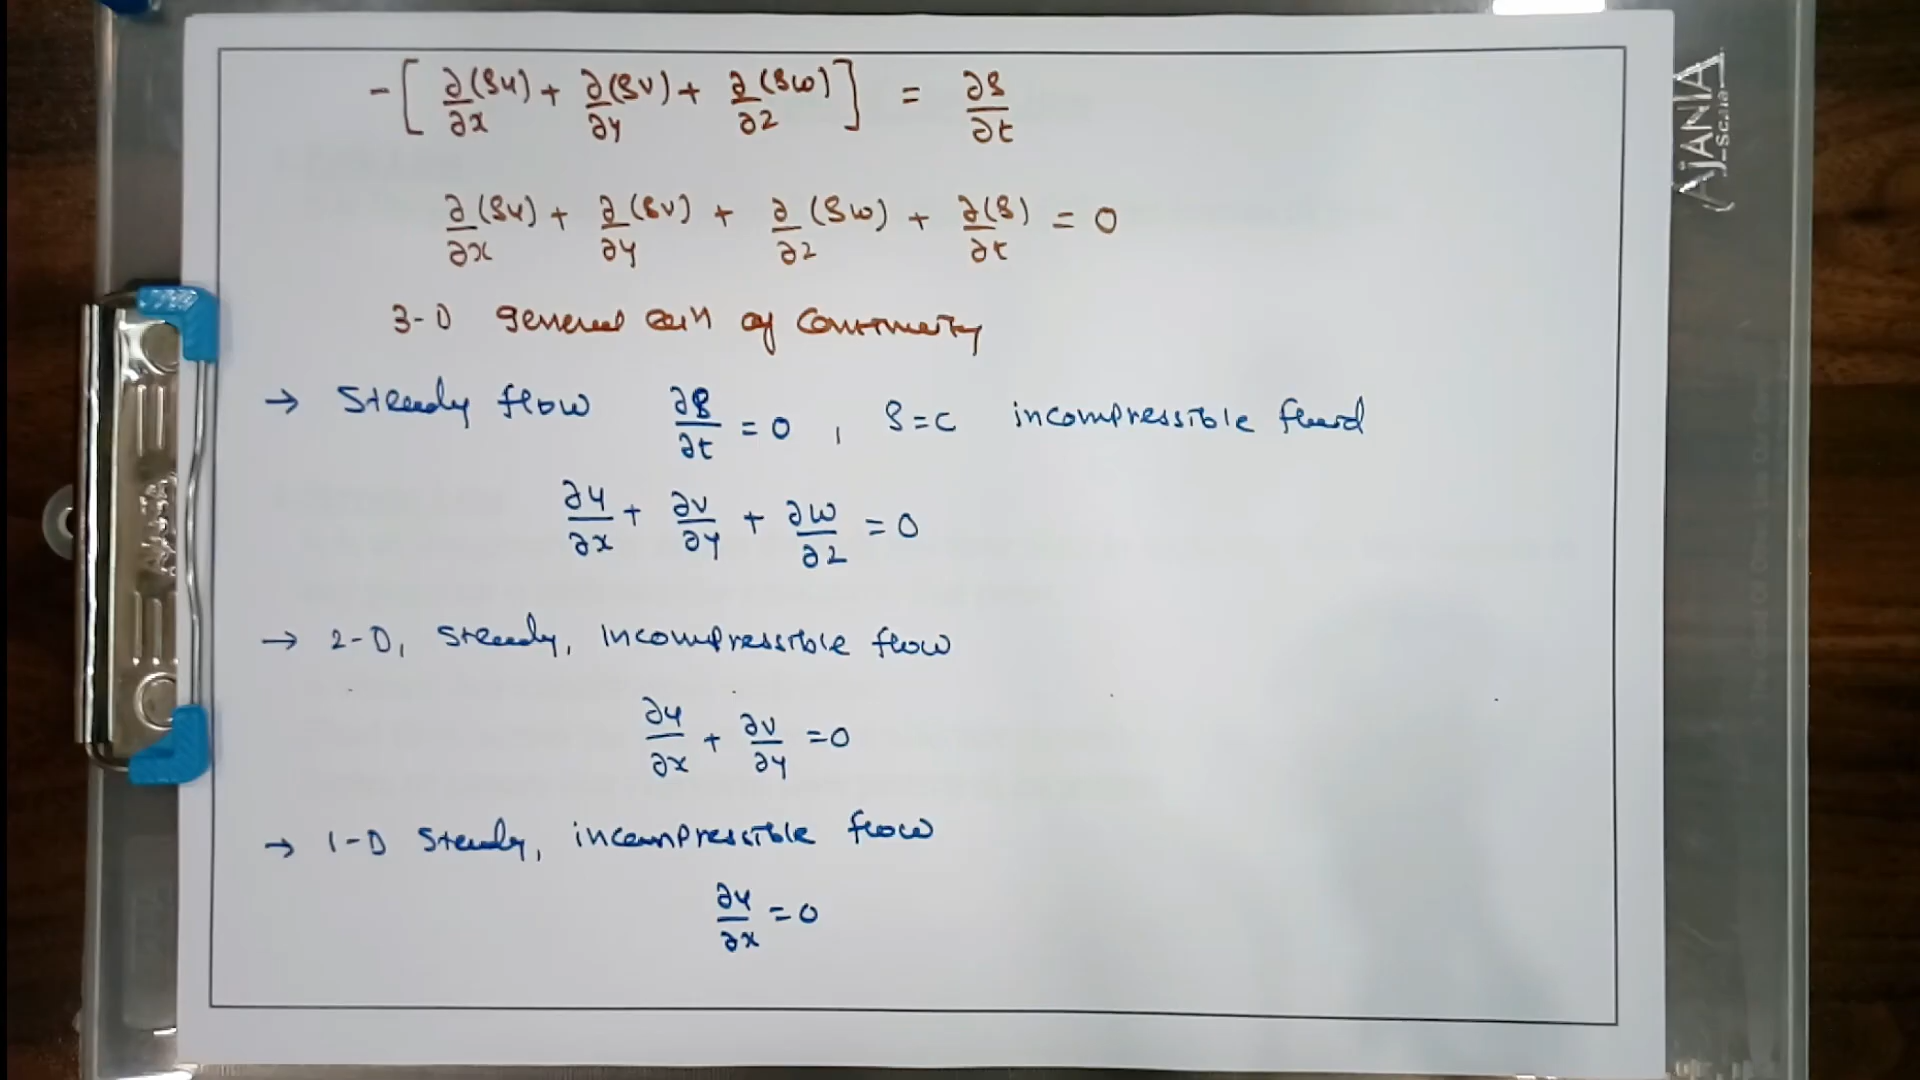 -[∂(ρu)/∂x + ∂(ρv)/∂y + ∂(ρw)/∂z] = ∂ρ/∂t
∂(ρu)/∂x + ∂(ρv)/∂y + ∂(ρw)/∂z + ∂(ρ)/∂t = 0
3-D general eqn of continuity
→ Steady flow ∂ρ/∂t = 0, ρ=c incompressible fluid
∂u/∂x + ∂v/∂y + ∂w/∂z = 0
→ 2-D, steady, incompressible flow
∂u/∂x + ∂v/∂y = 0
→ 1-D steady, incompressible flow
∂u/∂x = 0
AJANTA